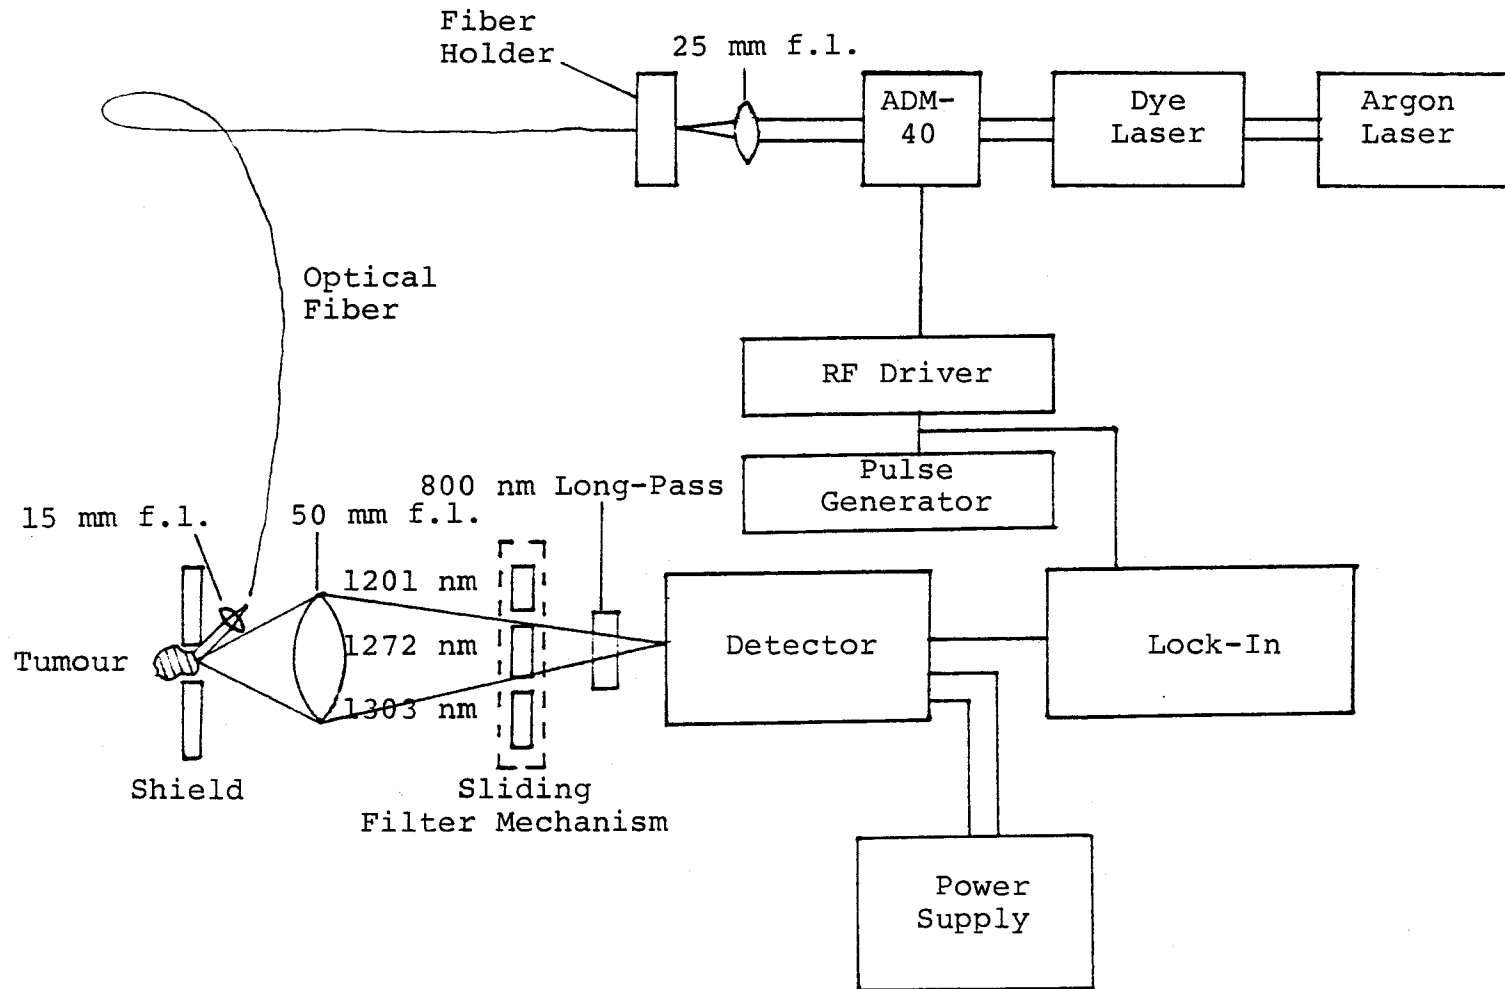 Fiber
Holder
25 mm f.l.
ADM-
40
Dye
Laser
Argon
Laser
Optical
Fiber
RF Driver
Pulse
Generator
800 nm Long-Pass
15 mm f.l.
50 mm f.l.
1201 nm
1272 nm
1303 nm
Tumour
Detector
Lock-In
Shield
Sliding
Filter Mechanism
Power
Supply